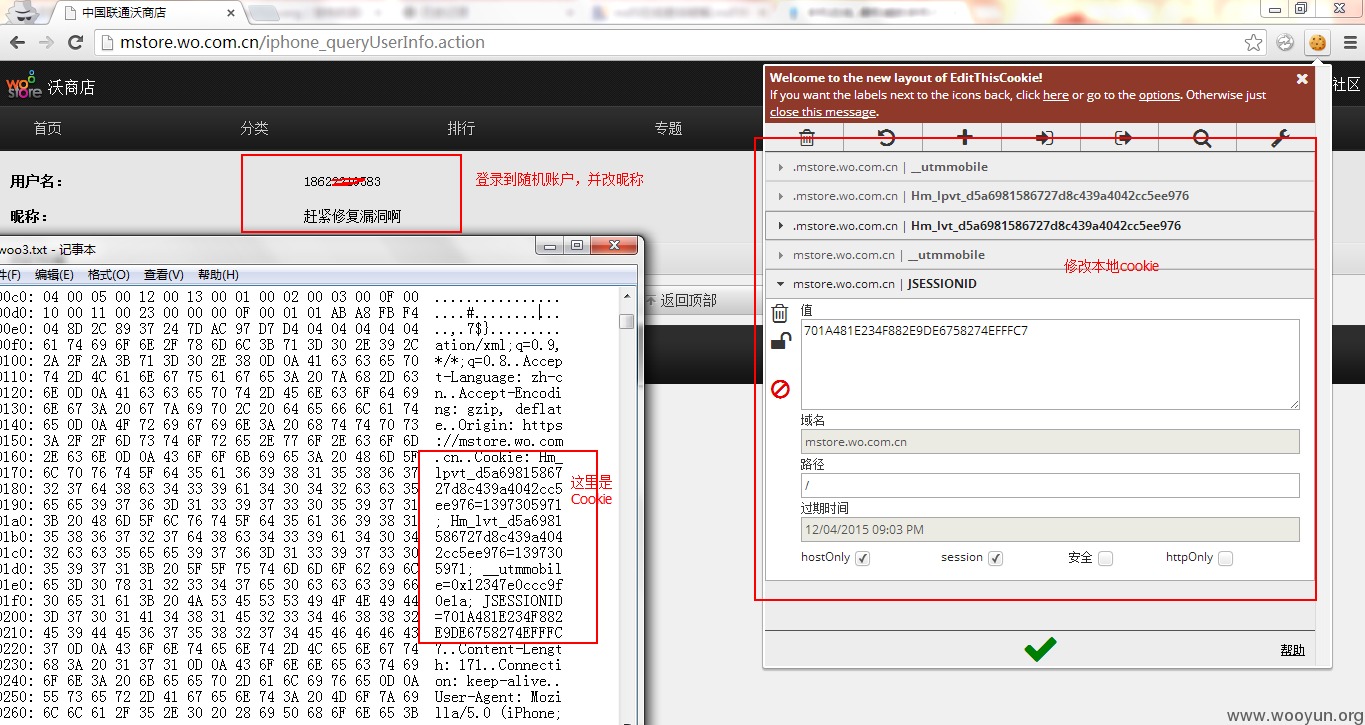 中国联通沃商店
mstore.wo.com.cn/iphone_queryUserInfo.action
wo store 沃商店
社区
首页 分类 排行 专题
用户名：
昵称： 赶紧修复漏洞啊
登录到随机账户，并改昵称
返回顶部
woo3.txt - 记事本
件(F) 编辑(E) 格式(O) 查看(V) 帮助(H)
00c0: 04 00 05 00 12 00 13 00 01 00 02 00 03 00 0F 00 ................
00d0: 10 00 11 00 23 00 00 00 0F 00 01 01 AB A8 FB F4 ....#...........
00e0: 04 8D 2C 89 37 24 7D AC 97 D7 D4 04 04 04 04 04 ..,.7$}.........
00f0: 61 74 69 6F 6E 2F 78 6D 6C 3B 71 3D 30 2E 39 2C ation/xml;q=0.9,
0100: 2A 2F 2A 3B 71 3D 30 2E 38 0D 0A 41 63 63 65 70 */*;q=0.8..Accep
0110: 74 2D 4C 61 6E 67 75 61 67 65 3A 20 7A 68 2D 63 t-Language: zh-c
0120: 6E 0D 0A 41 63 63 65 70 74 2D 45 6E 63 6F 64 69 n..Accept-Encodi
0130: 6E 67 3A 20 67 7A 69 70 2C 20 64 65 66 6C 61 74 ng: gzip, deflat
0140: 65 0D 0A 4F 72 69 67 69 6E 3A 20 68 74 74 70 73 e..Origin: https
0150: 3A 2F 2F 6D 73 74 6F 72 65 2E 77 6F 2E 63 6F 6D ://mstore.wo.com
0160: 2E 63 6E 0D 0A 43 6F 6F 6B 69 65 3A 20 48 6D 5F .cn..Cookie: Hm_
0170: 6C 70 76 74 5F 64 35 61 36 39 38 31 35 38 36 37 lpvt_d5a69815867
0180: 32 37 64 38 63 34 33 39 61 34 30 34 32 63 63 35 27d8c439a4042cc5
0190: 65 65 39 37 36 3D 31 33 39 37 33 30 35 39 37 31 ee976=1397305971
01a0: 3B 20 48 6D 5F 6C 76 74 5F 64 35 61 36 39 38 31 ; Hm_lvt_d5a6981
01b0: 35 38 36 37 32 37 64 38 63 34 33 39 61 34 30 34 586727d8c439a404
01c0: 32 63 63 35 65 65 39 37 36 3D 31 33 39 37 33 30 2cc5ee976=139730
01d0: 35 39 37 31 3B 20 5F 5F 75 74 6D 6D 6F 62 69 6C 5971; __utmmobil
01e0: 65 3D 30 78 31 32 33 34 37 65 30 63 63 63 39 66 e=0x12347e0ccc9f
01f0: 30 65 31 61 3B 20 4A 53 45 53 53 49 4F 4E 49 44 0e1a; JSESSIONID
0200: 3D 37 30 31 41 34 38 31 45 32 33 34 46 38 38 32 =701A481E234F882
0210: 45 39 44 45 36 37 35 38 32 37 34 45 46 46 46 43 E9DE6758274EFFFC
0220: 37 0D 0A 43 6F 6E 74 65 6E 74 2D 4C 65 6E 67 74 7..Content-Lengt
0230: 68 3A 20 31 37 31 0D 0A 43 6F 6E 6E 65 63 74 69 h: 171..Connecti
0240: 6F 6E 3A 20 6B 65 65 70 2D 61 6C 69 76 65 0D 0A on: keep-alive..
0250: 55 73 65 72 2D 41 67 65 6E 74 3A 20 4D 6F 7A 69 User-Agent: Mozi
0260: 6C 6C 61 2F 35 2E 30 20 28 69 50 68 6F 6E 65 3B lla/5.0 (iPhone;
这里是
Cookie
Welcome to the new layout of EditThisCookie!
If you want the labels next to the icons back, click here or go to the options. Otherwise just
close this message.
.mstore.wo.com.cn | __utmmobile
.mstore.wo.com.cn | Hm_lpvt_d5a6981586727d8c439a4042cc5ee976
.mstore.wo.com.cn | Hm_lvt_d5a6981586727d8c439a4042cc5ee976
mstore.wo.com.cn | __utmmobile
修改本地cookie
mstore.wo.com.cn | JSESSIONID
值
701A481E234F882E9DE6758274EFFFC7
域名
mstore.wo.com.cn
路径
/
过期时间
12/04/2015 09:03 PM
hostOnly session 安全 httpOnly
帮助
www.wooyun.org